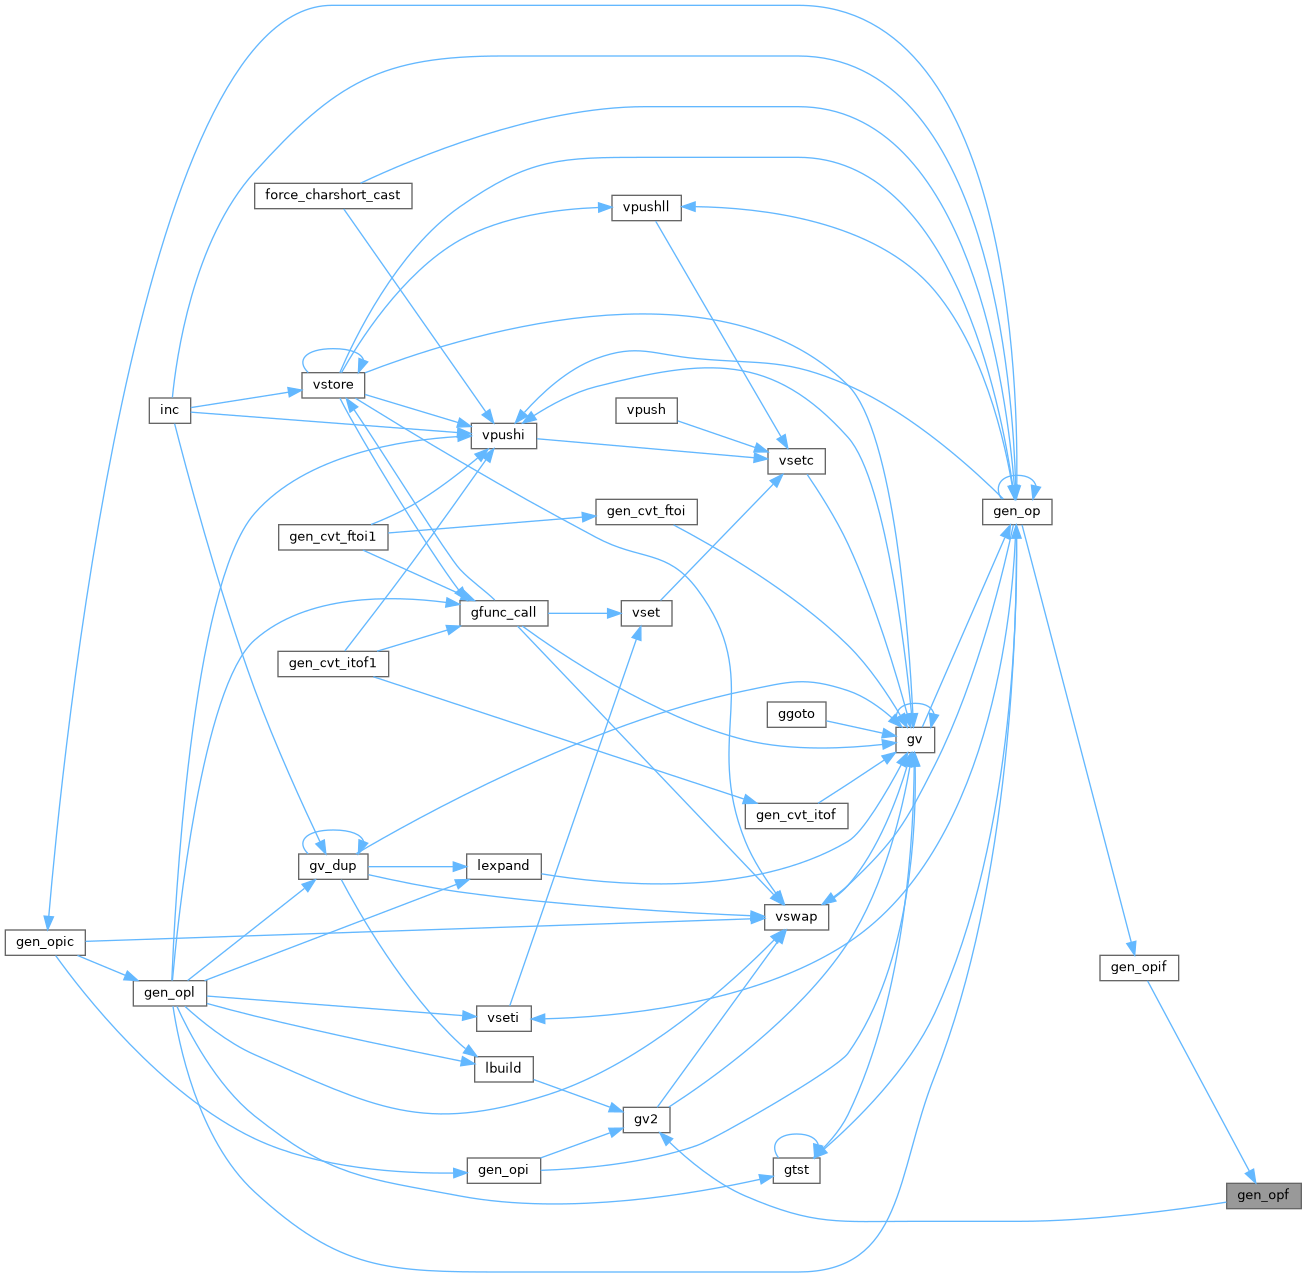 force_charshort_cast
vpushll
vstore
inc
vpush
vpushi
vsetc
gen_cvt_ftoi
gen_op
gen_cvt_ftoi1
gfunc_call
vset
gen_cvt_itof1
ggoto
gv
gen_cvt_itof
gv_dup
lexpand
vswap
gen_opic
gen_opif
gen_opl
vseti
lbuild
gv2
gen_opi
gtst
gen_opf